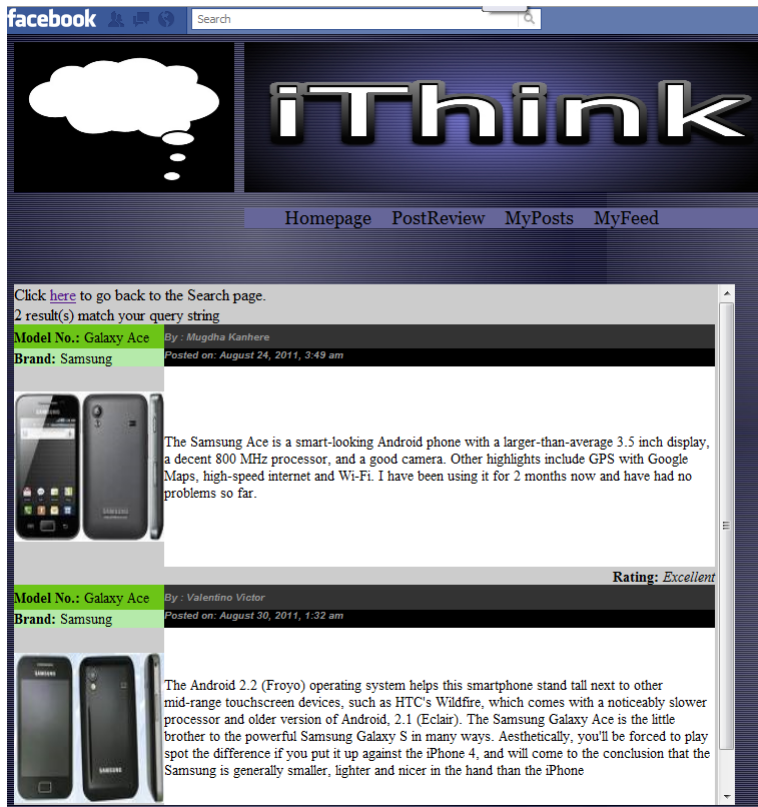 facebook Search
iThink
Homepage PostReview MyPosts MyFeed
Click here to go back to the Search page.
2 result(s) match your query string
Model No.: Galaxy Ace By : Mugdha Kanhere
Brand: Samsung Posted on: August 24, 2011, 3:49 am
SAMSUNG
SAMSUNG
The Samsung Ace is a smart-looking Android phone with a larger-than-average 3.5 inch display,
a decent 800 MHz processor, and a good camera. Other highlights include GPS with Google
Maps, high-speed internet and Wi-Fi. I have been using it for 2 months now and have had no
problems so far.
Rating: Excellent
Model No.: Galaxy Ace By : Valentino Victor
Brand: Samsung Posted on: August 30, 2011, 1:32 am
SAMSUNG
SAMSUNG
The Android 2.2 (Froyo) operating system helps this smartphone stand tall next to other
mid-range touchscreen devices, such as HTC's Wildfire, which comes with a noticeably slower
processor and older version of Android, 2.1 (Eclair). The Samsung Galaxy Ace is the little
brother to the powerful Samsung Galaxy S in many ways. Aesthetically, you'll be forced to play
spot the difference if you put it up against the iPhone 4, and will come to the conclusion that the
Samsung is generally smaller, lighter and nicer in the hand than the iPhone